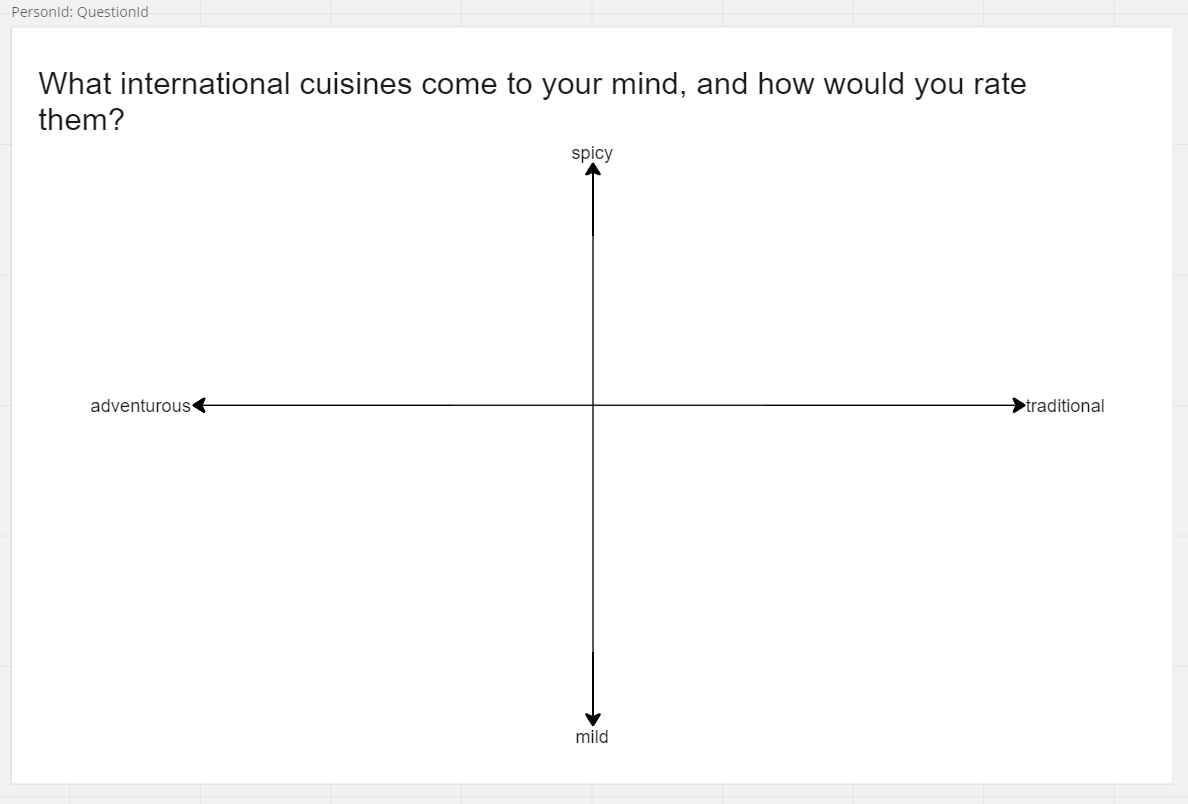 PersonId: QuestionId
What international cuisines come to your mind, and how would you rate
them?
spicy
adventurous
traditional
mild